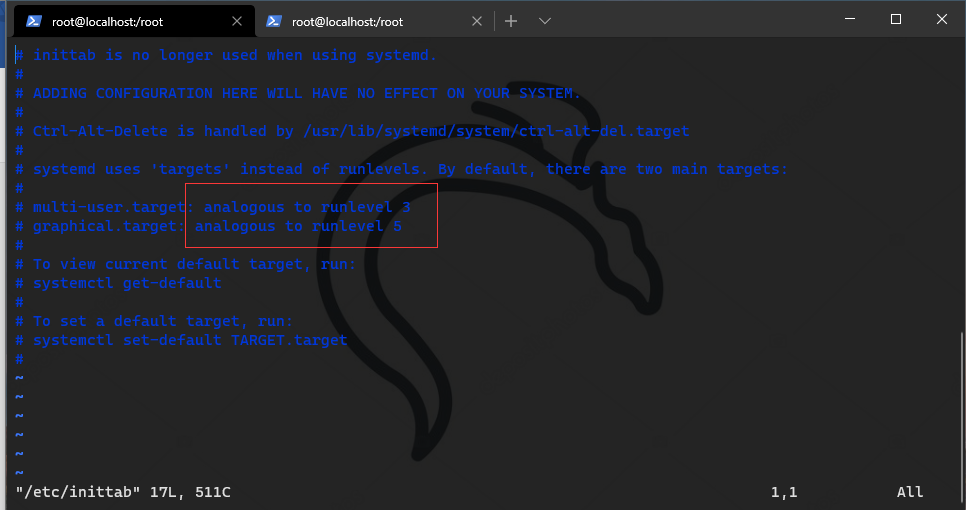 root@localhost:/root
root@localhost:/root
# inittab is no longer used when using systemd.
#
# ADDING CONFIGURATION HERE WILL HAVE NO EFFECT ON YOUR SYSTEM.
#
# Ctrl-Alt-Delete is handled by /usr/lib/systemd/system/ctrl-alt-del.target
#
# systemd uses 'targets' instead of runlevels. By default, there are two main targets:
#
# multi-user.target: analogous to runlevel 3
# graphical.target: analogous to runlevel 5
#
# To view current default target, run:
# systemctl get-default
#
# To set a default target, run:
# systemctl set-default TARGET.target
#
~
~
~
~
~
~
"/etc/inittab" 17L, 511C 1,1 All